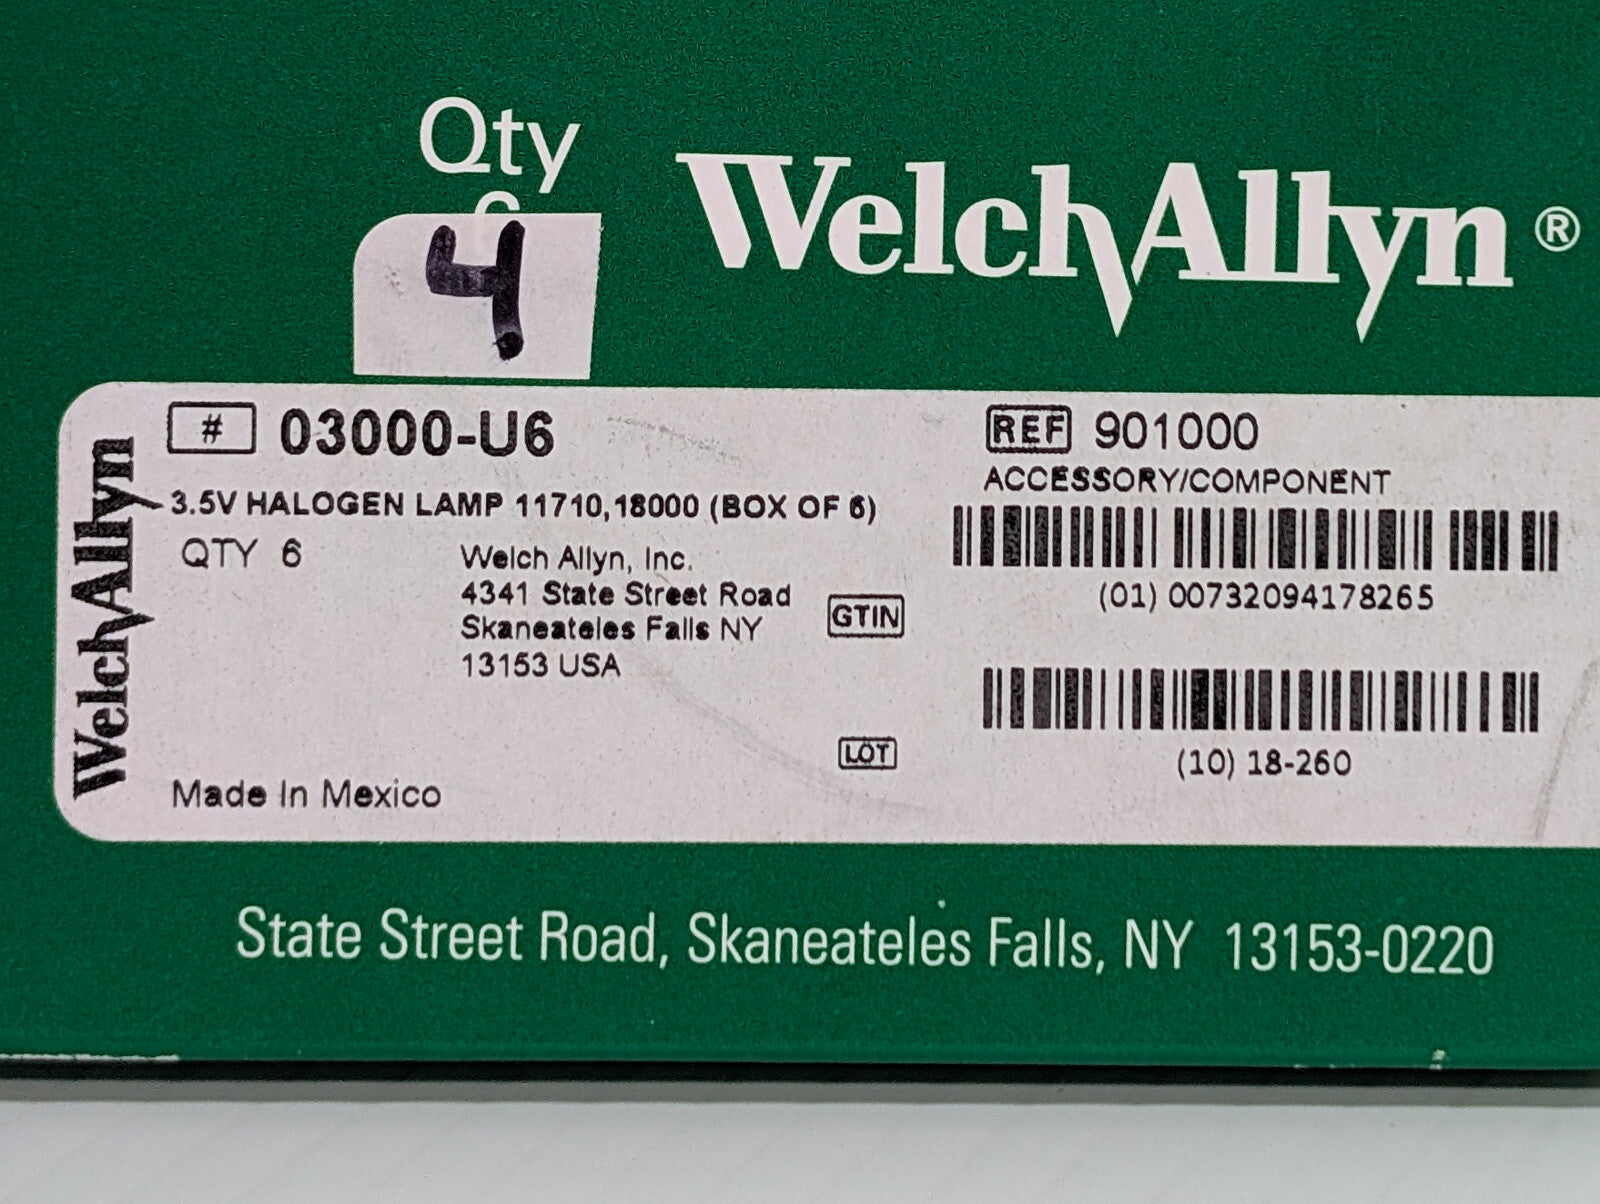 Qty
4
WelchAllyn®
WelchAllyn
# 03000-U6
3.5V HALOGEN LAMP 11710,18000 (BOX OF 6)
QTY 6
Welch Allyn, Inc.
4341 State Street Road
Skaneateles Falls NY
13153 USA
Made In Mexico
REF 901000
ACCESSORY/COMPONENT
GTIN
(01) 00732094178265
LOT
(10) 18-260
State Street Road, Skaneateles Falls, NY 13153-0220